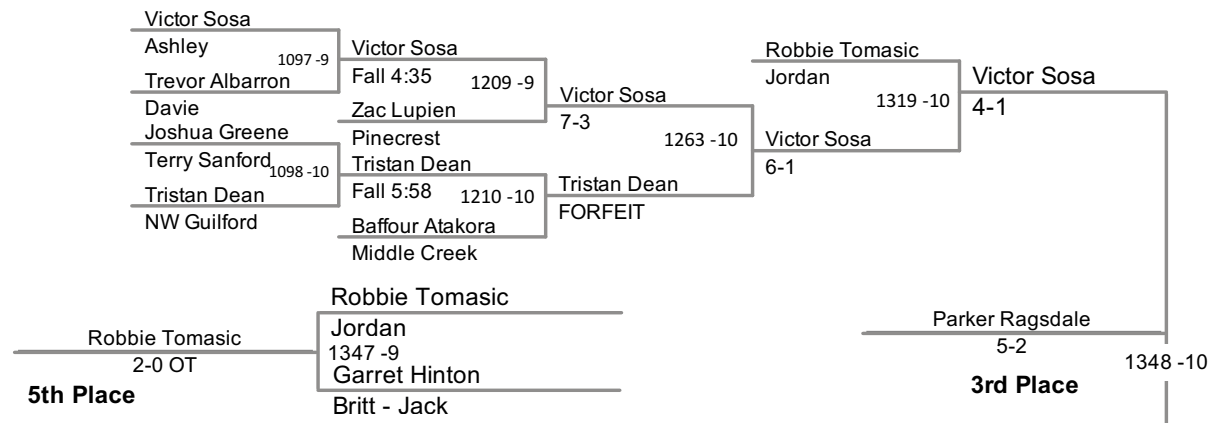 Victor Sosa
Ashley
1097 -9
Trevor Albarron
Davie
Joshua Greene
Terry Sanford
1098 -10
Tristan Dean
NW Guilford
Victor Sosa
Fall 4:35
1209 -9
Zac Lupien
Pinecrest
Tristan Dean
Fall 5:58
1210 -10
Baffour Atakora
Middle Creek
Victor Sosa
7-3
1263 -10
Tristan Dean
FORFEIT
Robbie Tomasic
Jordan
1319 -10
Victor Sosa
6-1
Victor Sosa
4-1
Robbie Tomasic
Jordan
1347 -9
Garret Hinton
Britt - Jack
Robbie Tomasic
2-0 OT
5th Place
Parker Ragsdale
5-2
1348 -10
3rd Place